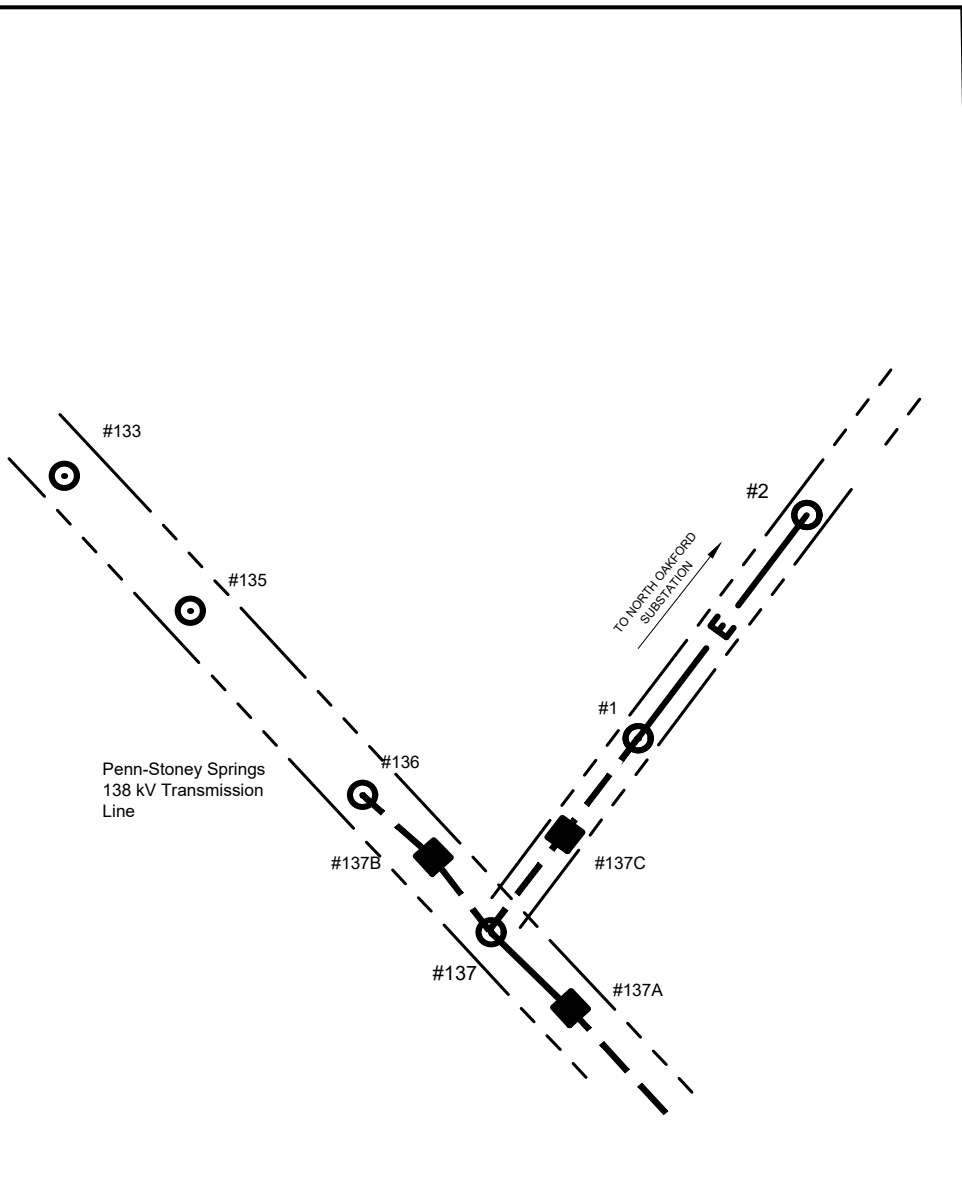 #133
#2
TO NORTH OAKFORD
SUBSTATION
#135
E
#1
#136
Penn-Stoney Springs
138 kV Transmission
Line
#137B
#137C
#137
#137A